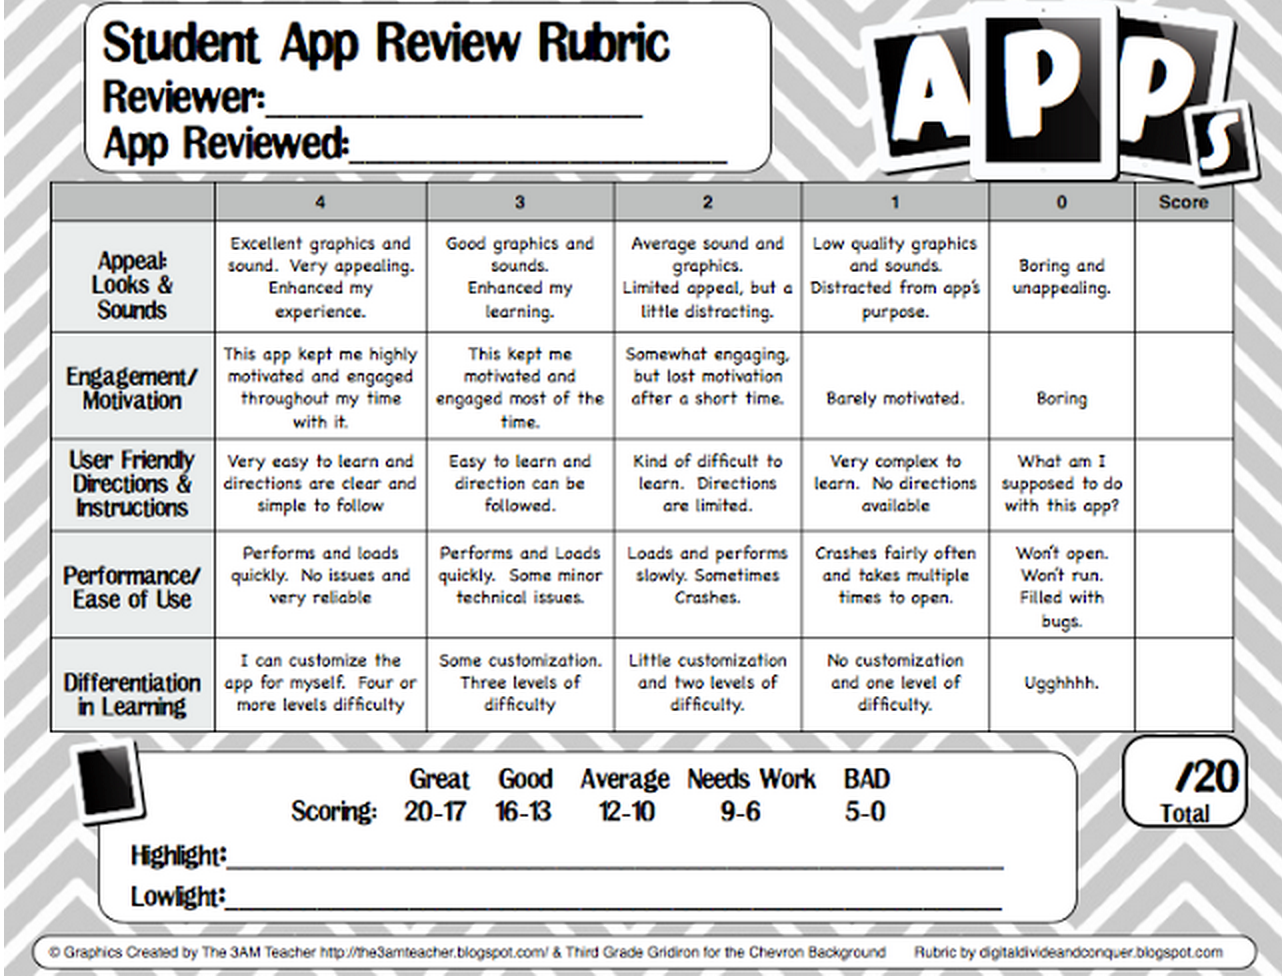 Student App Review Rubric
Reviewer:_______________________
App Reviewed:_______________________
APPs
4 3 2 1 0 Score
Appeal:
Looks &
Sounds
Excellent graphics and
sound. Very appealing.
Enhanced my
experience.
Good graphics and
sounds.
Enhanced my
learning.
Average sound and
graphics.
Limited appeal, but a
little distracting.
Low quality graphics
and sounds.
Distracted from app's
purpose.
Boring and
unappealing.
Engagement/
Motivation
This app kept me highly
motivated and engaged
throughout my time
with it.
This kept me
motivated and
engaged most of the
time.
Somewhat engaging,
but lost motivation
after a short time.
Barely motivated.
Boring
User Friendly
Directions &
Instructions
Very easy to learn and
directions are clear and
simple to follow
Easy to learn and
direction can be
followed.
Kind of difficult to
learn. Directions
are limited.
Very complex to
learn. No directions
available
What am I
supposed to do
with this app?
Performance/
Ease of Use
Performs and loads
quickly. No issues and
very reliable
Performs and Loads
quickly. Some minor
technical issues.
Loads and performs
slowly. Sometimes
Crashes.
Crashes fairly often
and takes multiple
times to open.
Won't open.
Won't run.
Filled with
bugs.
Differentiation
in Learning
I can customize the
app for myself. Four or
more levels difficulty
Some customization.
Three levels of
difficulty
Little customization
and two levels of
difficulty.
No customization
and one level of
difficulty.
Ugghhhh.
Great Good Average Needs Work BAD
Scoring: 20-17 16-13 12-10 9-6 5-0
/20
Total
Highlight:_______________________
Lowlight:_______________________
© Graphics Created by The 3AM Teacher http://the3amteacher.blogspot.com/ & Third Grade Gridiron for the Chevron Background Rubric by digitaldivideandconquer.blogspot.com